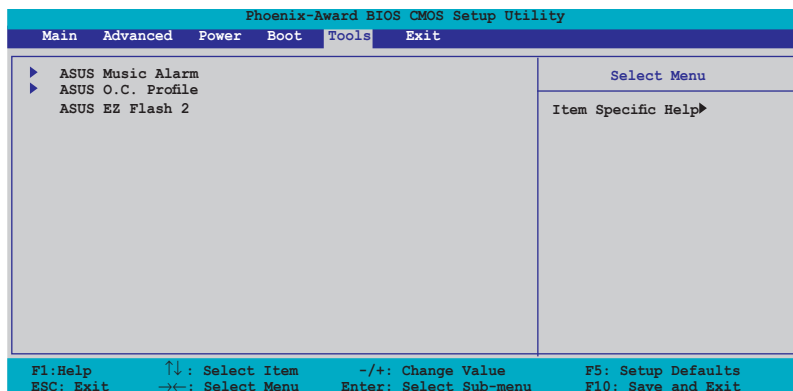 Phoenix-Award BIOS CMOS Setup Utility
Main Advanced Power Boot Tools Exit
ASUS Music Alarm
ASUS O.C. Profile
ASUS EZ Flash 2
Select Menu
Item Specific Help
F1:Help ↑↓: Select Item -/+: Change Value F5: Setup Defaults
ESC: Exit →←: Select Menu Enter: Select Sub-menu F10: Save and Exit